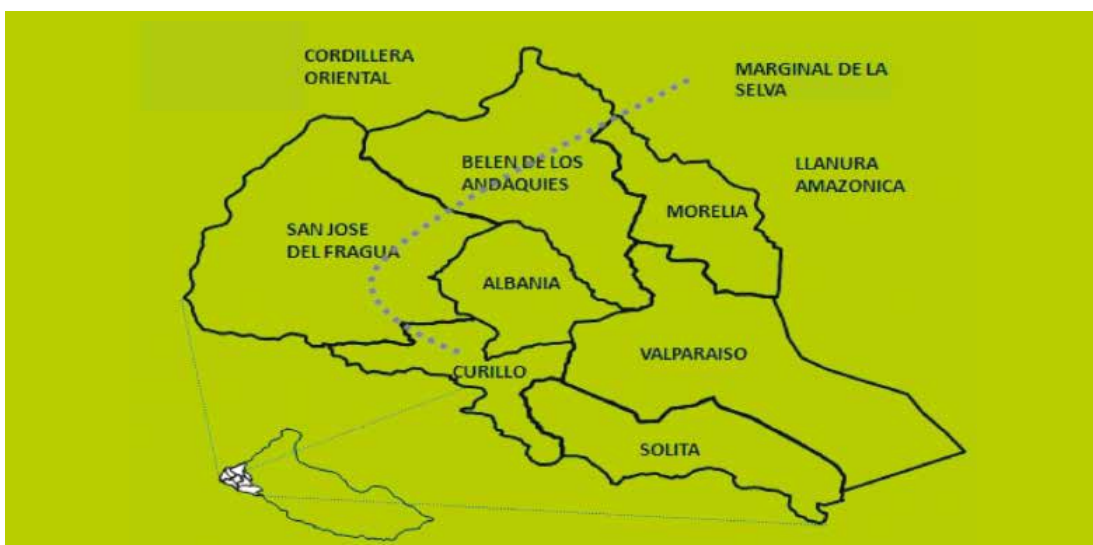 CORDILLERA
ORIENTAL
MARGINAL DE LA
SELVA
BELEN DE LOS
ANDAQUIES
LLANURA
AMAZONICA
MORELIA
SAN JOSE
DEL FRAGUA
ALBANIA
VALPARAISO
CURILLO
SOLITA